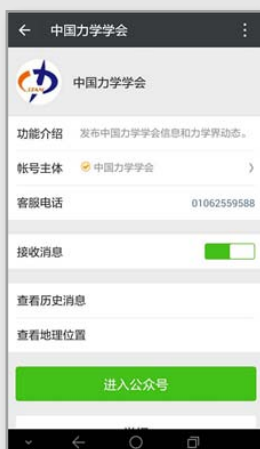 中国力学学会
中国力学学会
功能介绍 发布中国力学学会信息和力学界动态。
帐号主体 中国力学学会
客服电话 01062559588
接收消息
查看历史消息
查看地理位置
进入公众号